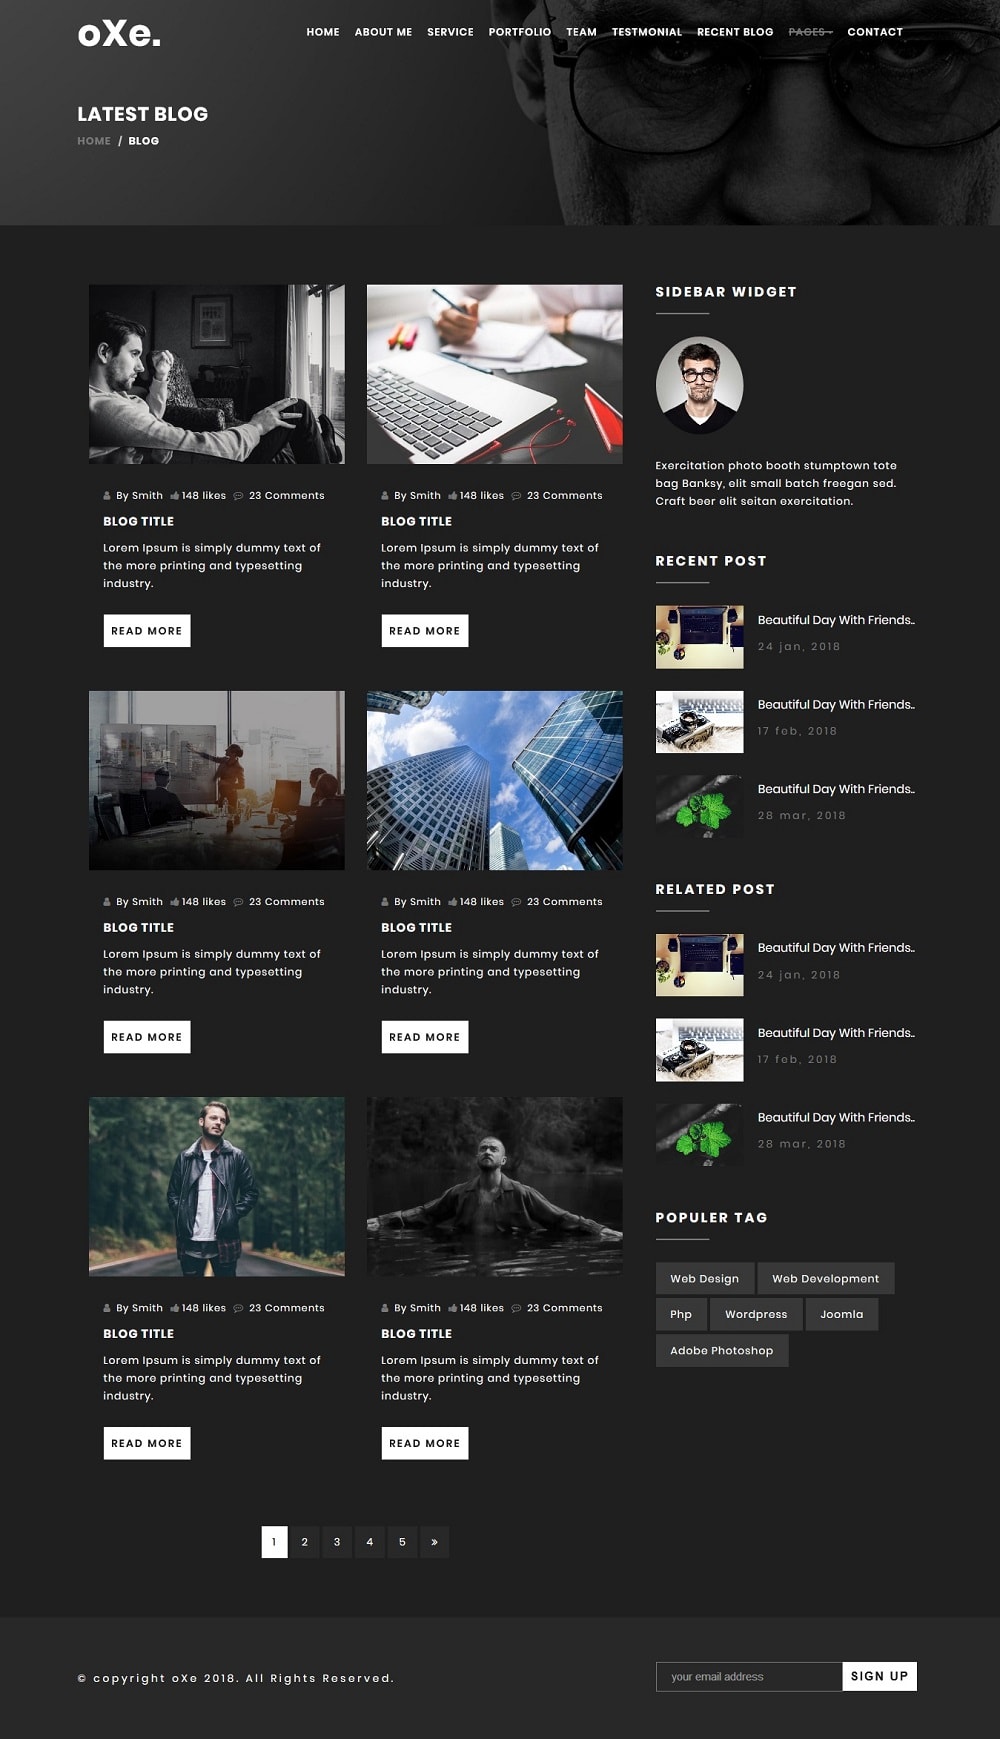 oXe.
HOME ABOUT ME SERVICE PORTFOLIO TEAM TESTMONIAL RECENT BLOG PAGES CONTACT
LATEST BLOG
HOME / BLOG
By Smith 148 likes 23 Comments
BLOG TITLE
Lorem Ipsum is simply dummy text of
the more printing and typesetting
industry.
READ MORE
By Smith 148 likes 23 Comments
BLOG TITLE
Lorem Ipsum is simply dummy text of
the more printing and typesetting
industry.
READ MORE
By Smith 148 likes 23 Comments
BLOG TITLE
Lorem Ipsum is simply dummy text of
the more printing and typesetting
industry.
READ MORE
By Smith 148 likes 23 Comments
BLOG TITLE
Lorem Ipsum is simply dummy text of
the more printing and typesetting
industry.
READ MORE
By Smith 148 likes 23 Comments
BLOG TITLE
Lorem Ipsum is simply dummy text of
the more printing and typesetting
industry.
READ MORE
By Smith 148 likes 23 Comments
BLOG TITLE
Lorem Ipsum is simply dummy text of
the more printing and typesetting
industry.
READ MORE
1 2 3 4 5 »
SIDEBAR WIDGET
Exercitation photo booth stumptown tote
bag Banksy, elit small batch freegan sed.
Craft beer elit seitan exercitation.
RECENT POST
Beautiful Day With Friends..
24 jan, 2018
Beautiful Day With Friends..
17 feb, 2018
Beautiful Day With Friends..
28 mar, 2018
RELATED POST
Beautiful Day With Friends..
24 jan, 2018
Beautiful Day With Friends..
17 feb, 2018
Beautiful Day With Friends..
28 mar, 2018
POPULER TAG
Web Design Web Development
Php Wordpress Joomla
Adobe Photoshop
© copyright oXe 2018. All Rights Reserved.
your email address SIGN UP